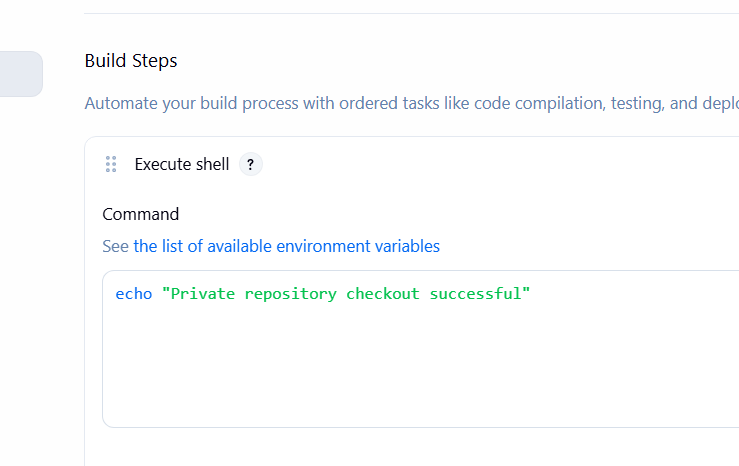 Build Steps
Automate your build process with ordered tasks like code compilation, testing, and
Execute shell ?
Command
See the list of available environment variables
echo "Private repository checkout successful"